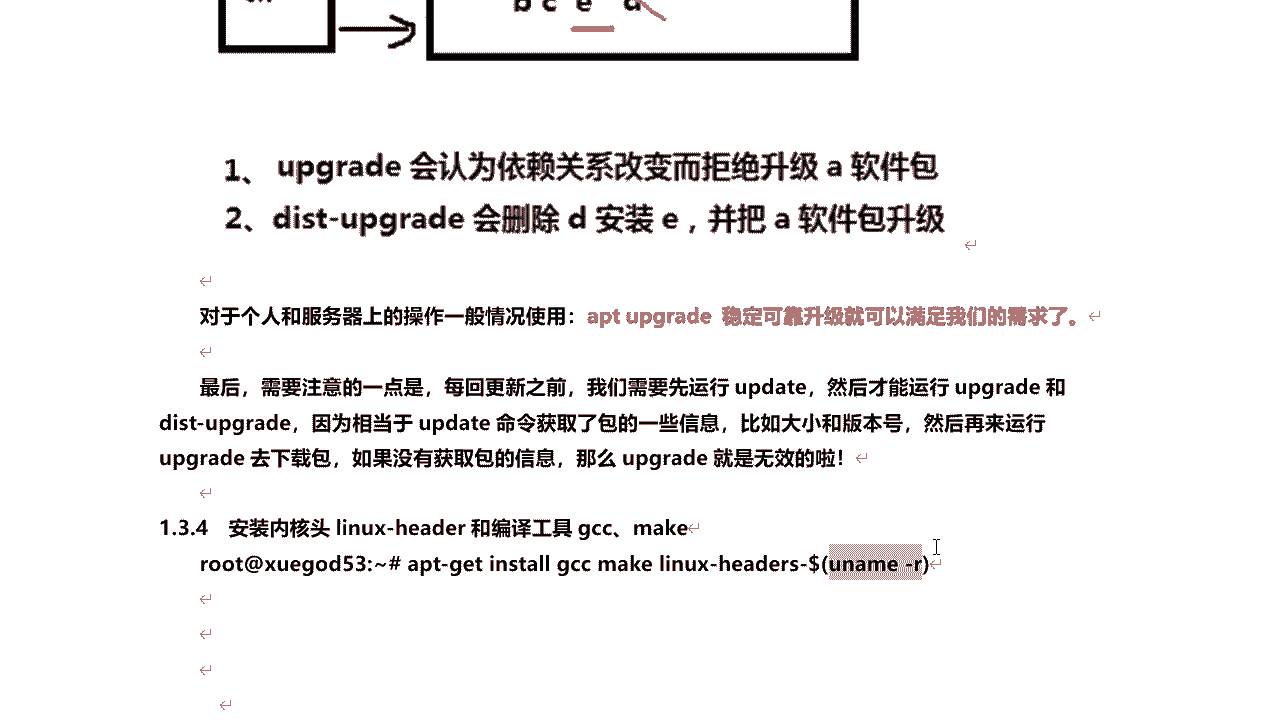 b c e d
1、 upgrade 会认为依赖关系改变而拒绝升级 a 软件包
2、dist-upgrade 会删除 d 安装 e，并把 a 软件包升级
对于个人和服务器上的操作一般情况使用：apt upgrade 稳定可靠升级就可以满足我们的需求了。
最后，需要注意的一点是，每回更新之前，我们需要先运行 update，然后才能运行 upgrade 和
dist-upgrade，因为相当于 update 命令获取了包的一些信息，比如大小和版本号，然后再来运行
upgrade 去下载包，如果没有获取包的信息，那么 upgrade 就是无效的啦！
1.3.4 安装内核头 linux-header 和编译工具 gcc、make
root@xuegod53:~# apt-get install gcc make linux-headers-$(uname -r)